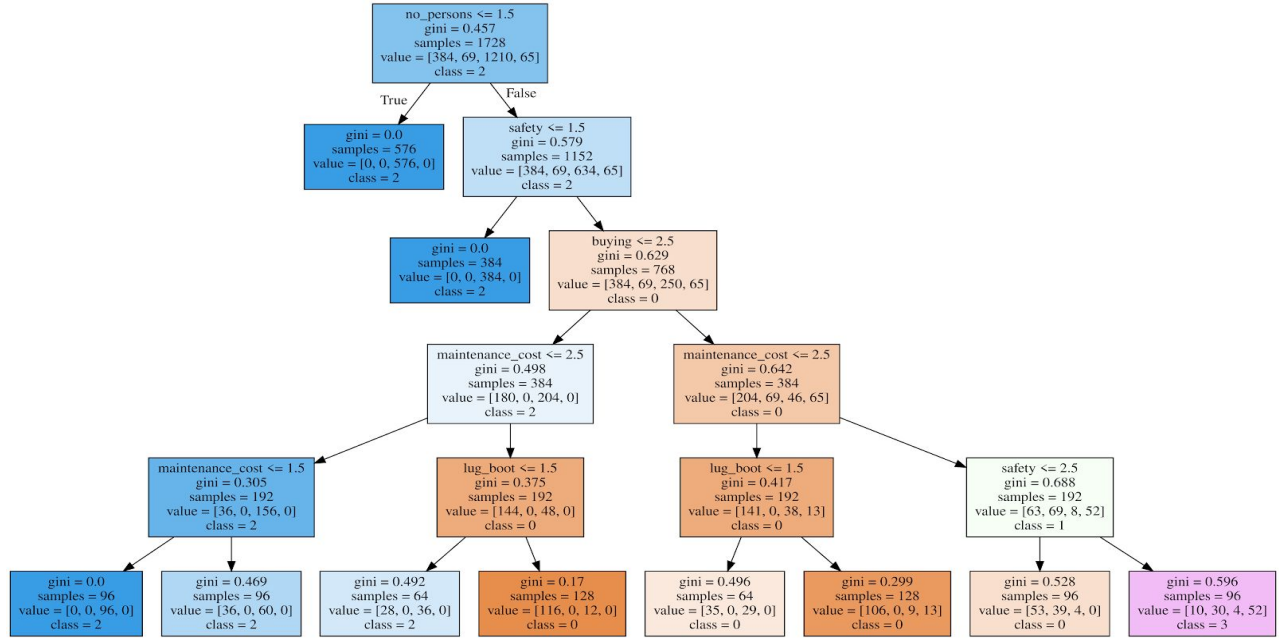 no_persons <= 1.5
gini = 0.457
samples = 1728
value = [384, 69, 1210, 65]
class = 2
True
False
gini = 0.0
samples = 576
value = [0, 0, 576, 0]
class = 2
safety <= 1.5
gini = 0.579
samples = 1152
value = [384, 69, 634, 65]
class = 2
gini = 0.0
samples = 384
value = [0, 0, 384, 0]
class = 2
buying <= 2.5
gini = 0.629
samples = 768
value = [384, 69, 250, 65]
class = 0
maintenance_cost <= 2.5
gini = 0.498
samples = 384
value = [180, 0, 204, 0]
class = 2
maintenance_cost <= 2.5
gini = 0.642
samples = 384
value = [204, 69, 46, 65]
class = 0
maintenance_cost <= 1.5
gini = 0.305
samples = 192
value = [36, 0, 156, 0]
class = 2
lug_boot <= 1.5
gini = 0.375
samples = 192
value = [144, 0, 48, 0]
class = 0
lug_boot <= 1.5
gini = 0.417
samples = 192
value = [141, 0, 38, 13]
class = 0
safety <= 2.5
gini = 0.688
samples = 192
value = [63, 69, 8, 52]
class = 1
gini = 0.0
samples = 96
value = [0, 0, 96, 0]
class = 2
gini = 0.469
samples = 96
value = [36, 0, 60, 0]
class = 2
gini = 0.492
samples = 64
value = [28, 0, 36, 0]
class = 2
gini = 0.17
samples = 128
value = [116, 0, 12, 0]
class = 0
gini = 0.496
samples = 64
value = [35, 0, 29, 0]
class = 0
gini = 0.299
samples = 128
value = [106, 0, 9, 13]
class = 0
gini = 0.528
samples = 96
value = [53, 39, 4, 0]
class = 0
gini = 0.596
samples = 96
value = [10, 30, 4, 52]
class = 3